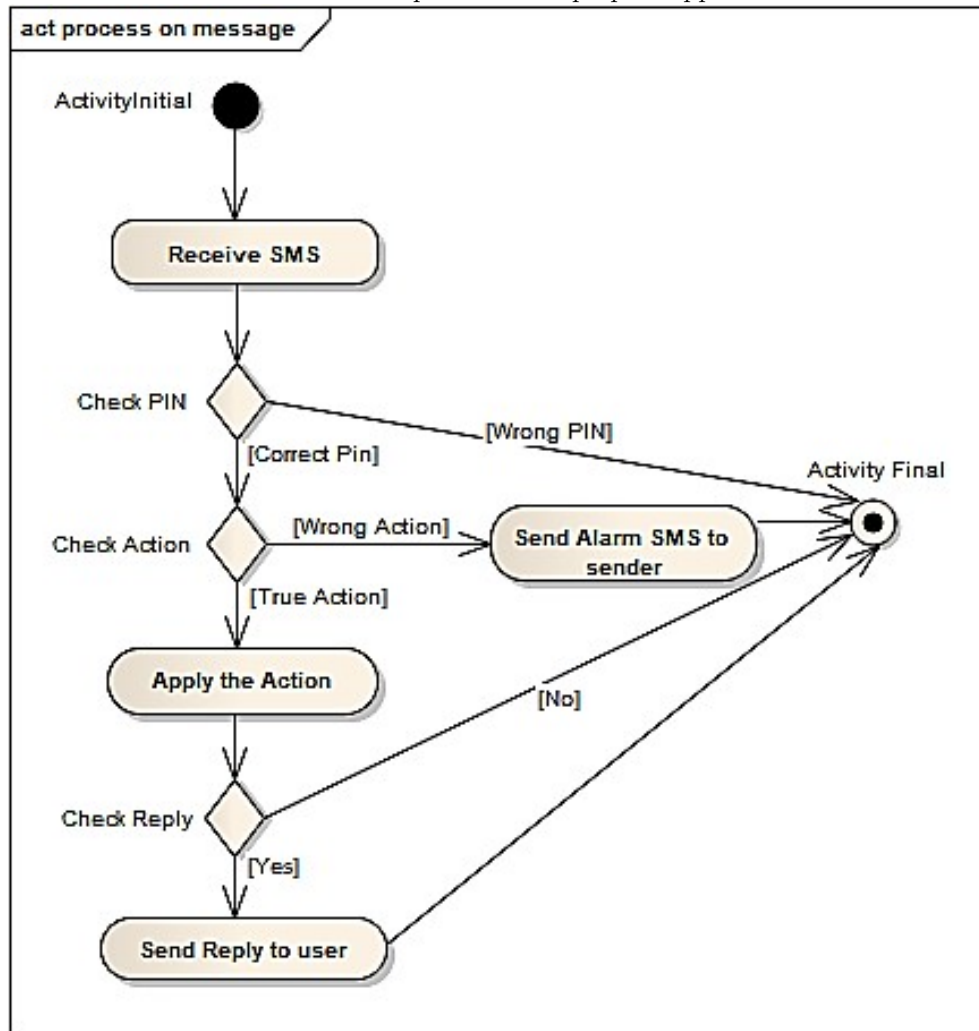 act process on message
ActivityInitial
Receive SMS
Check PIN
[Wrong PIN]
[Correct Pin]
Activity Final
Check Action
[Wrong Action]
Send Alarm SMS to
sender
[True Action]
Apply the Action
[No]
Check Reply
[Yes]
Send Reply to user